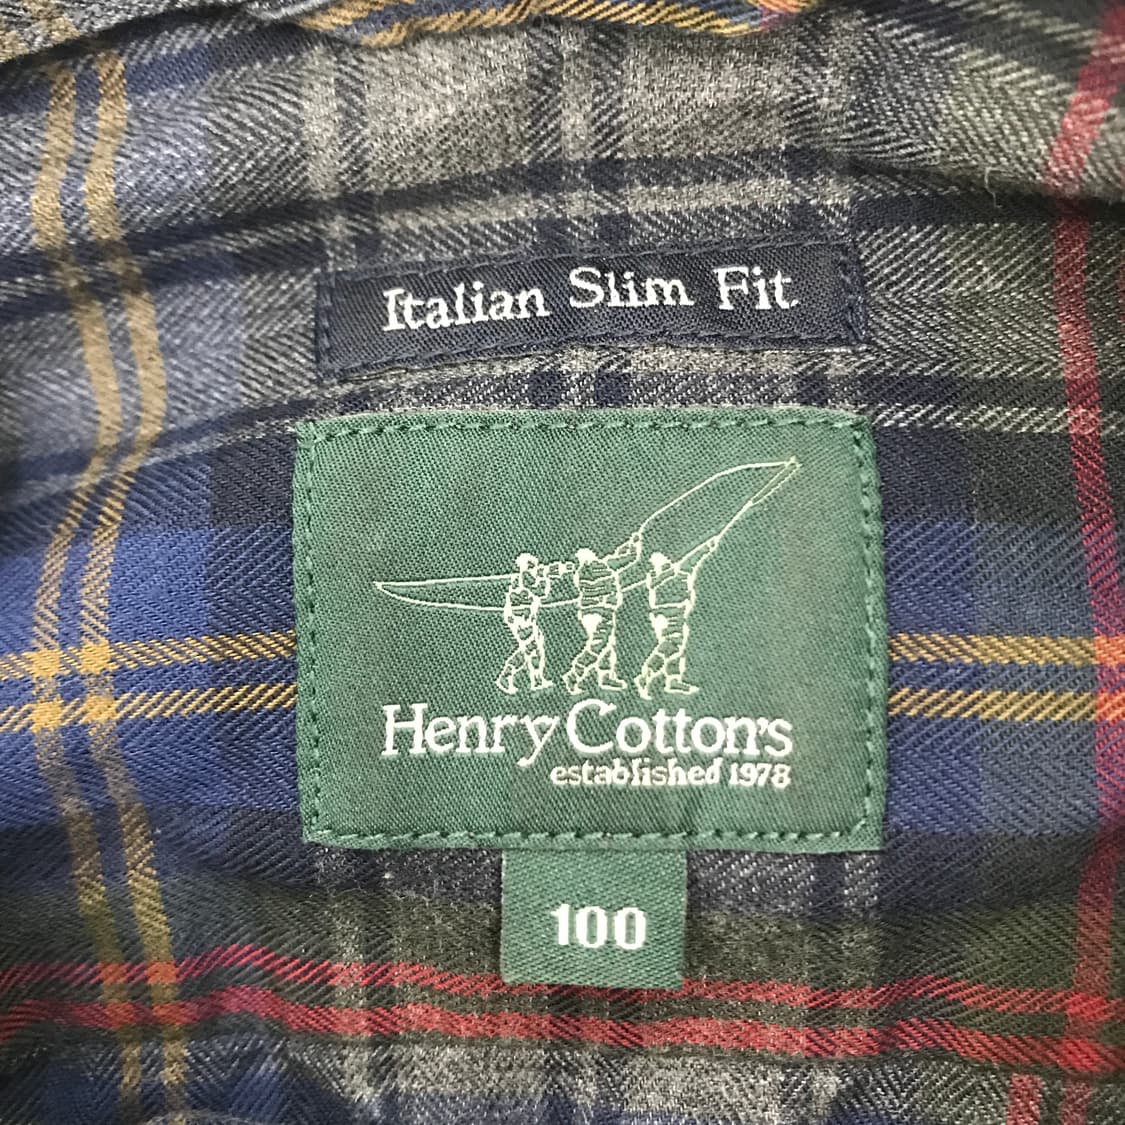 Italian Slim Fit
Henry Cotton's
established 1978
100